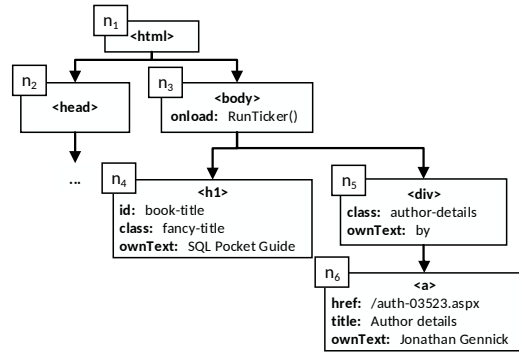 n1
<html>
n2
<head>
...
n3
<body>
onload: RunTicker()
n4
<h1>
id: book-title
class: fancy-title
ownText: SQL Pocket Guide
n5
<div>
class: author-details
ownText: by
n6
<a>
href: /auth-03523.aspx
title: Author details
ownText: Jonathan Gennick